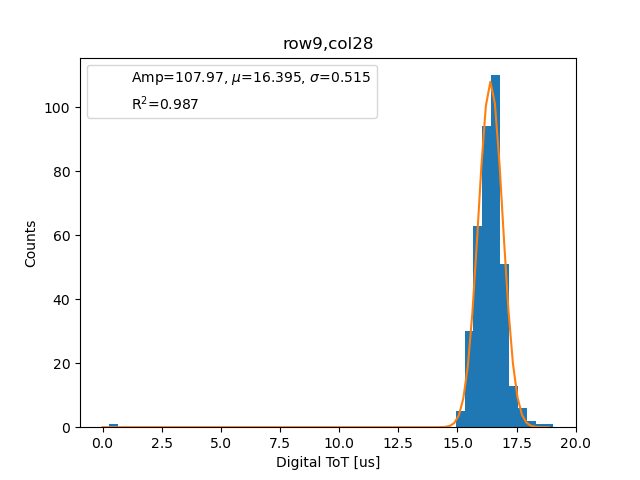 row9,col28
Amp=107.97, μ=16.395, σ=0.515
R²=0.987
Counts
100
80
60
40
20
0
0.0 2.5 5.0 7.5 10.0 12.5 15.0 17.5 20.0
Digital ToT [us]